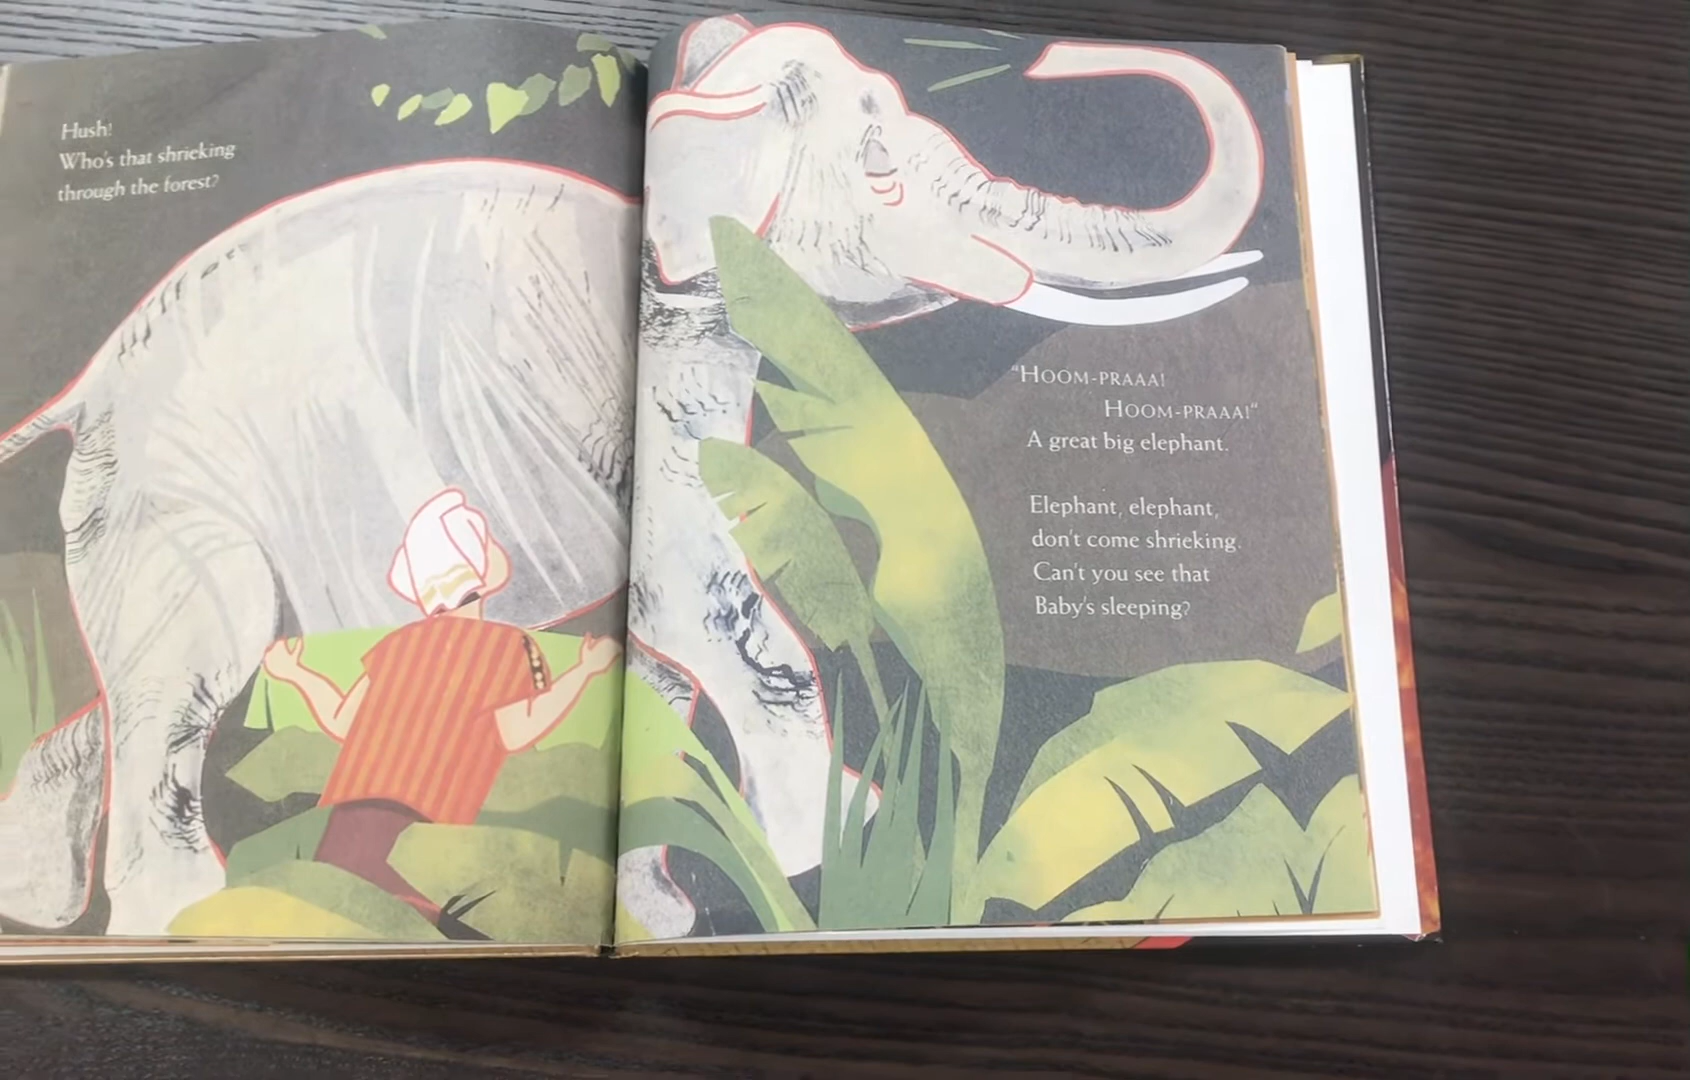 Hush!
Who's that shrieking
through the forest?
"HOOM-PRAAA!
HOOM-PRAAA!"
A great big elephant.
Elephant, elephant,
don't come shrieking.
Can't you see that
Baby's sleeping?